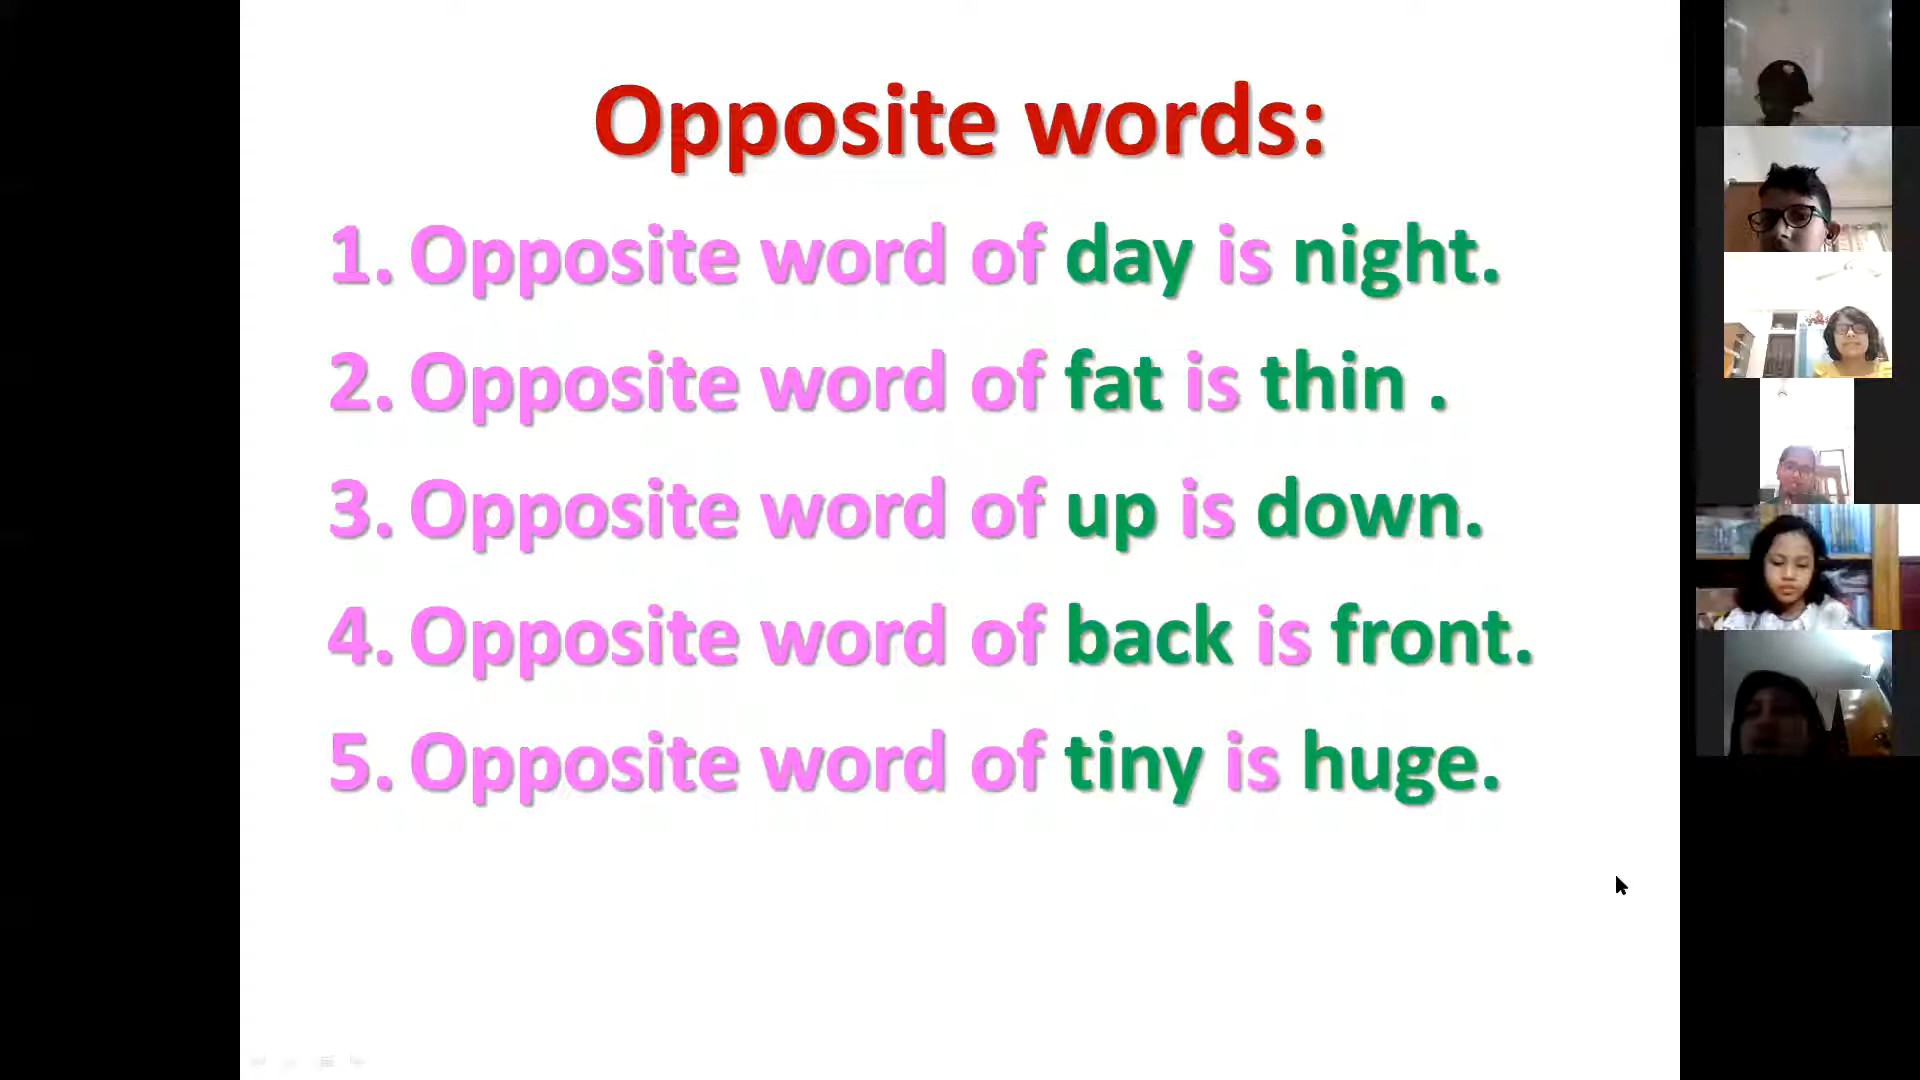 Opposite words:
1. Opposite word of day is night.
2. Opposite word of fat is thin .
3. Opposite word of up is down.
4. Opposite word of back is front.
5. Opposite word of tiny is huge.